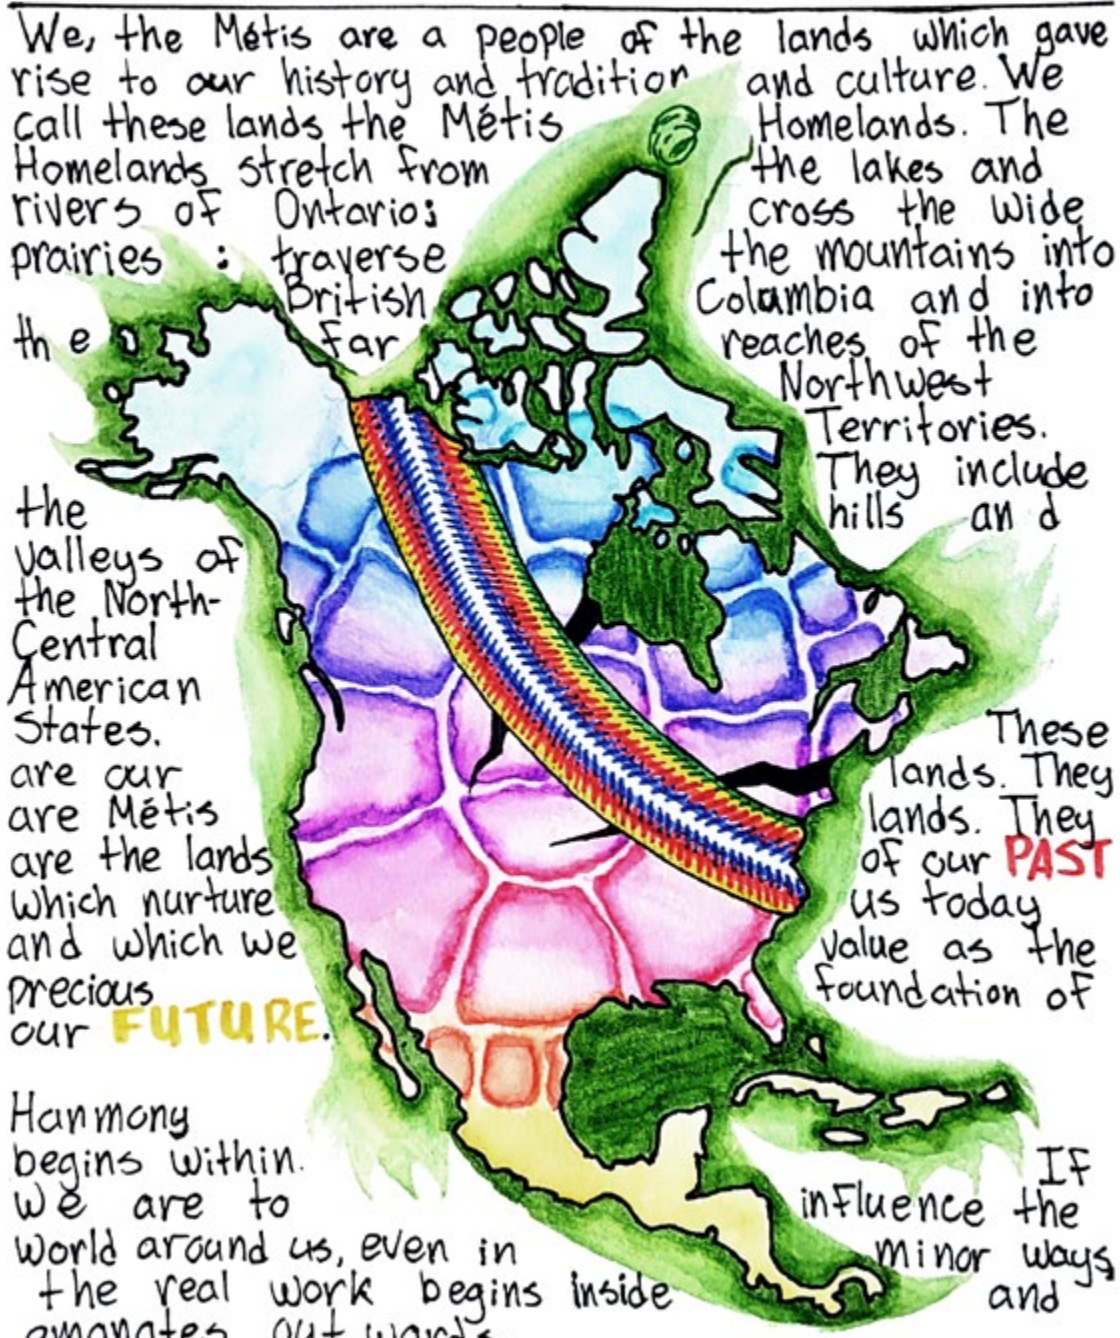 We, the Métis are a people of the lands which gave
rise to our history and tradition and culture. We
call these lands the Métis Homelands. The
Homelands stretch from the lakes and
rivers of Ontario; cross the wide
prairies ; traverse the mountains into
British Columbia and into
the far reaches of the
Northwest
Territories.
They include
the hills and
valleys of
the North-
Central
American
States. These
are our lands. They
are Métis lands. They
are the lands of our PAST
which nurture us today
and which we value as the
precious foundation of
our FUTURE.
Harmony
begins within. If
we are to influence the
world around us, even in minor ways
the real work begins inside and
emanates outwards